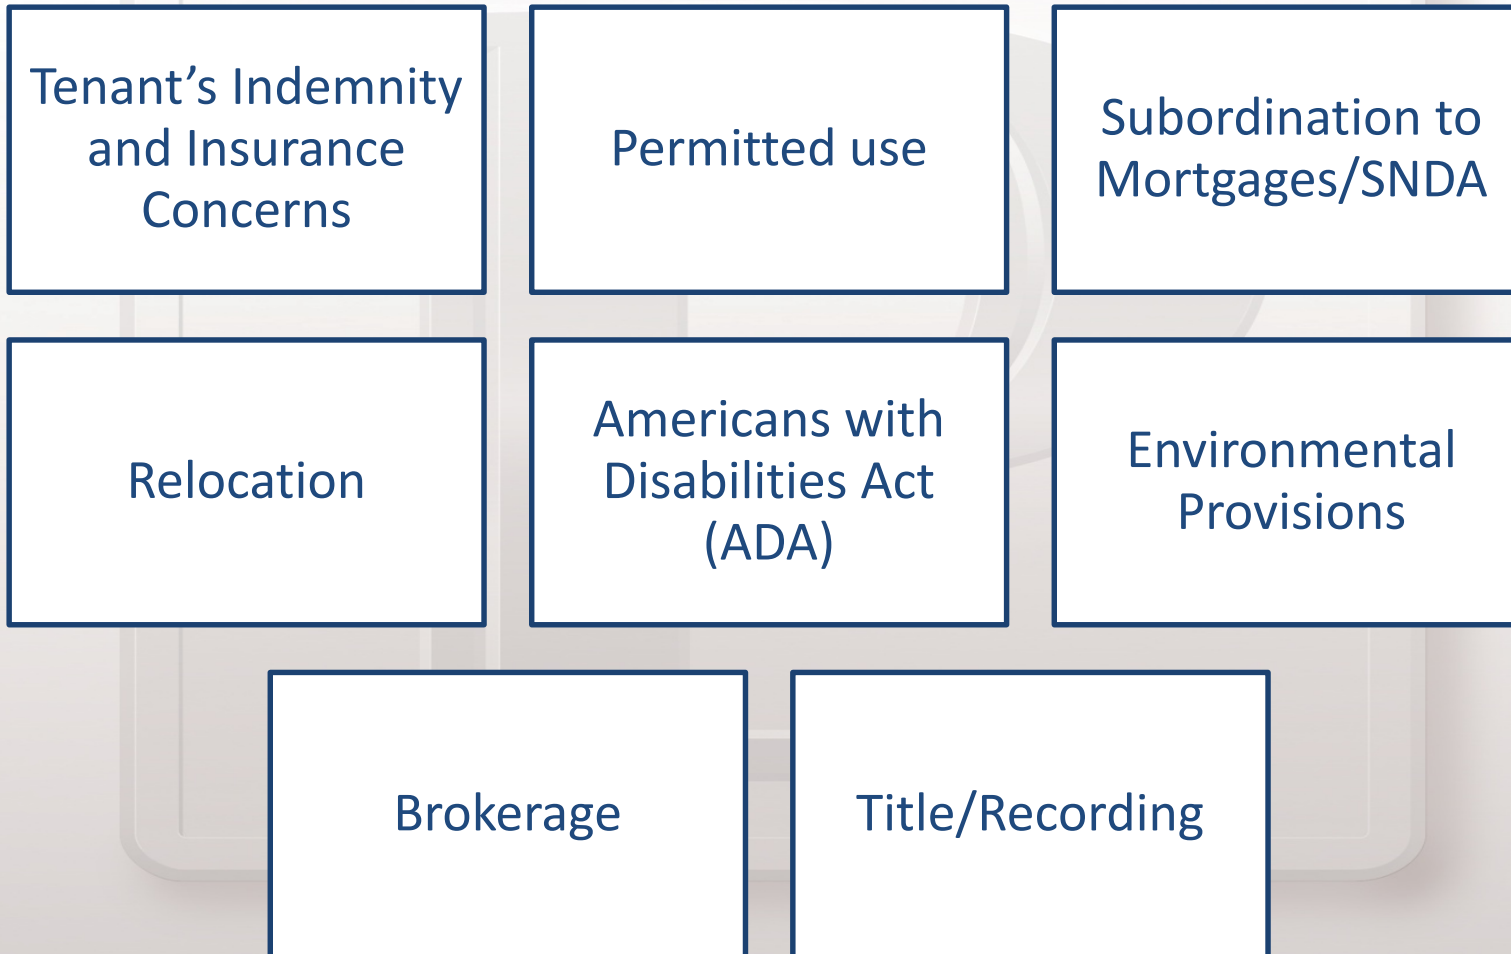 Tenant’s Indemnity
and Insurance
Concerns
Permitted use
Subordination to
Mortgages/SNDA
Relocation
Americans with
Disabilities Act
(ADA)
Environmental
Provisions
Brokerage
Title/Recording